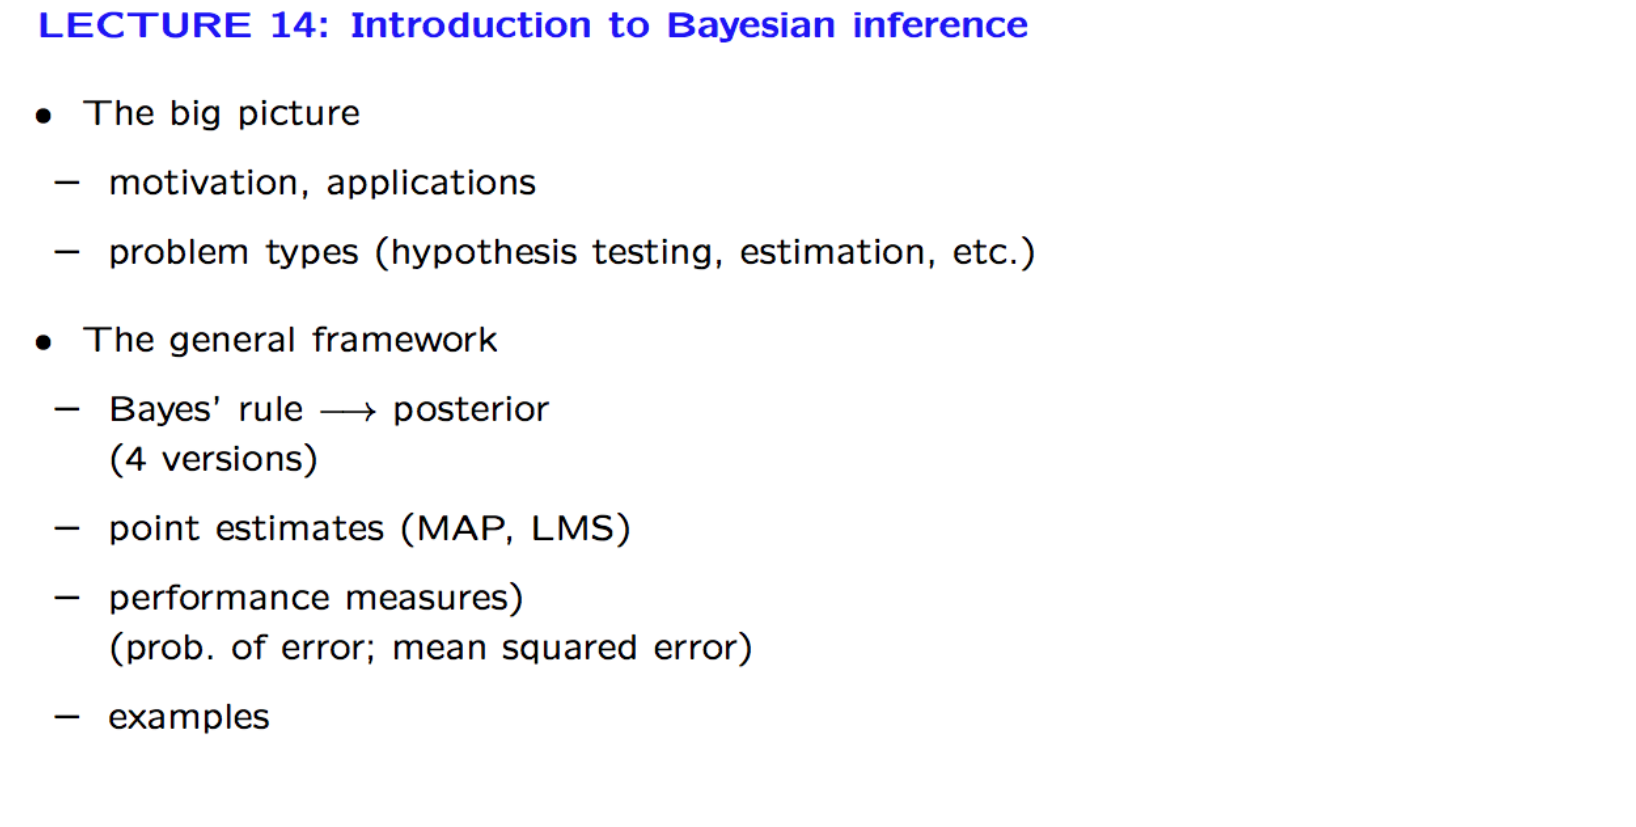 LECTURE 14: Introduction to Bayesian inference
• The big picture
– motivation, applications
– problem types (hypothesis testing, estimation, etc.)
• The general framework
– Bayes' rule ⟶ posterior
(4 versions)
– point estimates (MAP, LMS)
– performance measures)
(prob. of error; mean squared error)
– examples